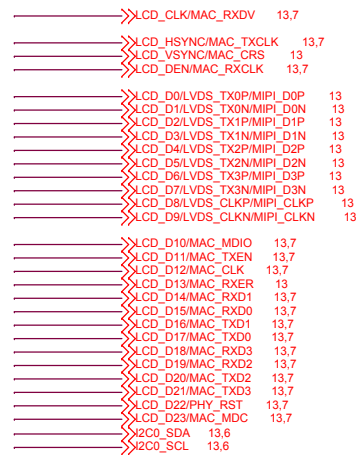 LCD_CLK/MAC_RXDV 13,7
LCD_HSYNC/MAC_TXCLK 13,7
LCD_VSYNC/MAC_CRS 13
LCD_DEN/MAC_RXCLK 13,7
LCD_D0/LVDS_TX0P/MIPI_D0P 13
LCD_D1/LVDS_TX0N/MIPI_D0N 13
LCD_D2/LVDS_TX1P/MIPI_D1P 13
LCD_D3/LVDS_TX1N/MIPI_D1N 13
LCD_D4/LVDS_TX2P/MIPI_D2P 13
LCD_D5/LVDS_TX2N/MIPI_D2N 13
LCD_D6/LVDS_TX3P/MIPI_D3P 13
LCD_D7/LVDS_TX3N/MIPI_D3N 13
LCD_D8/LVDS_CLKP/MIPI_CLKP 13
LCD_D9/LVDS_CLKN/MIPI_CLKN 13
LCD_D10/MAC_MDIO 13,7
LCD_D11/MAC_TXEN 13,7
LCD_D12/MAC_CLK 13,7
LCD_D13/MAC_RXER 13
LCD_D14/MAC_RXD1 13,7
LCD_D15/MAC_RXD0 13,7
LCD_D16/MAC_TXD1 13,7
LCD_D17/MAC_TXD0 13,7
LCD_D18/MAC_RXD3 13,7
LCD_D19/MAC_RXD2 13,7
LCD_D20/MAC_TXD2 13,7
LCD_D21/MAC_TXD3 13,7
LCD_D22/PHY_RST 13,7
LCD_D23/MAC_MDC 13,7
I2C0_SDA 13,6
I2C0_SCL 13,6